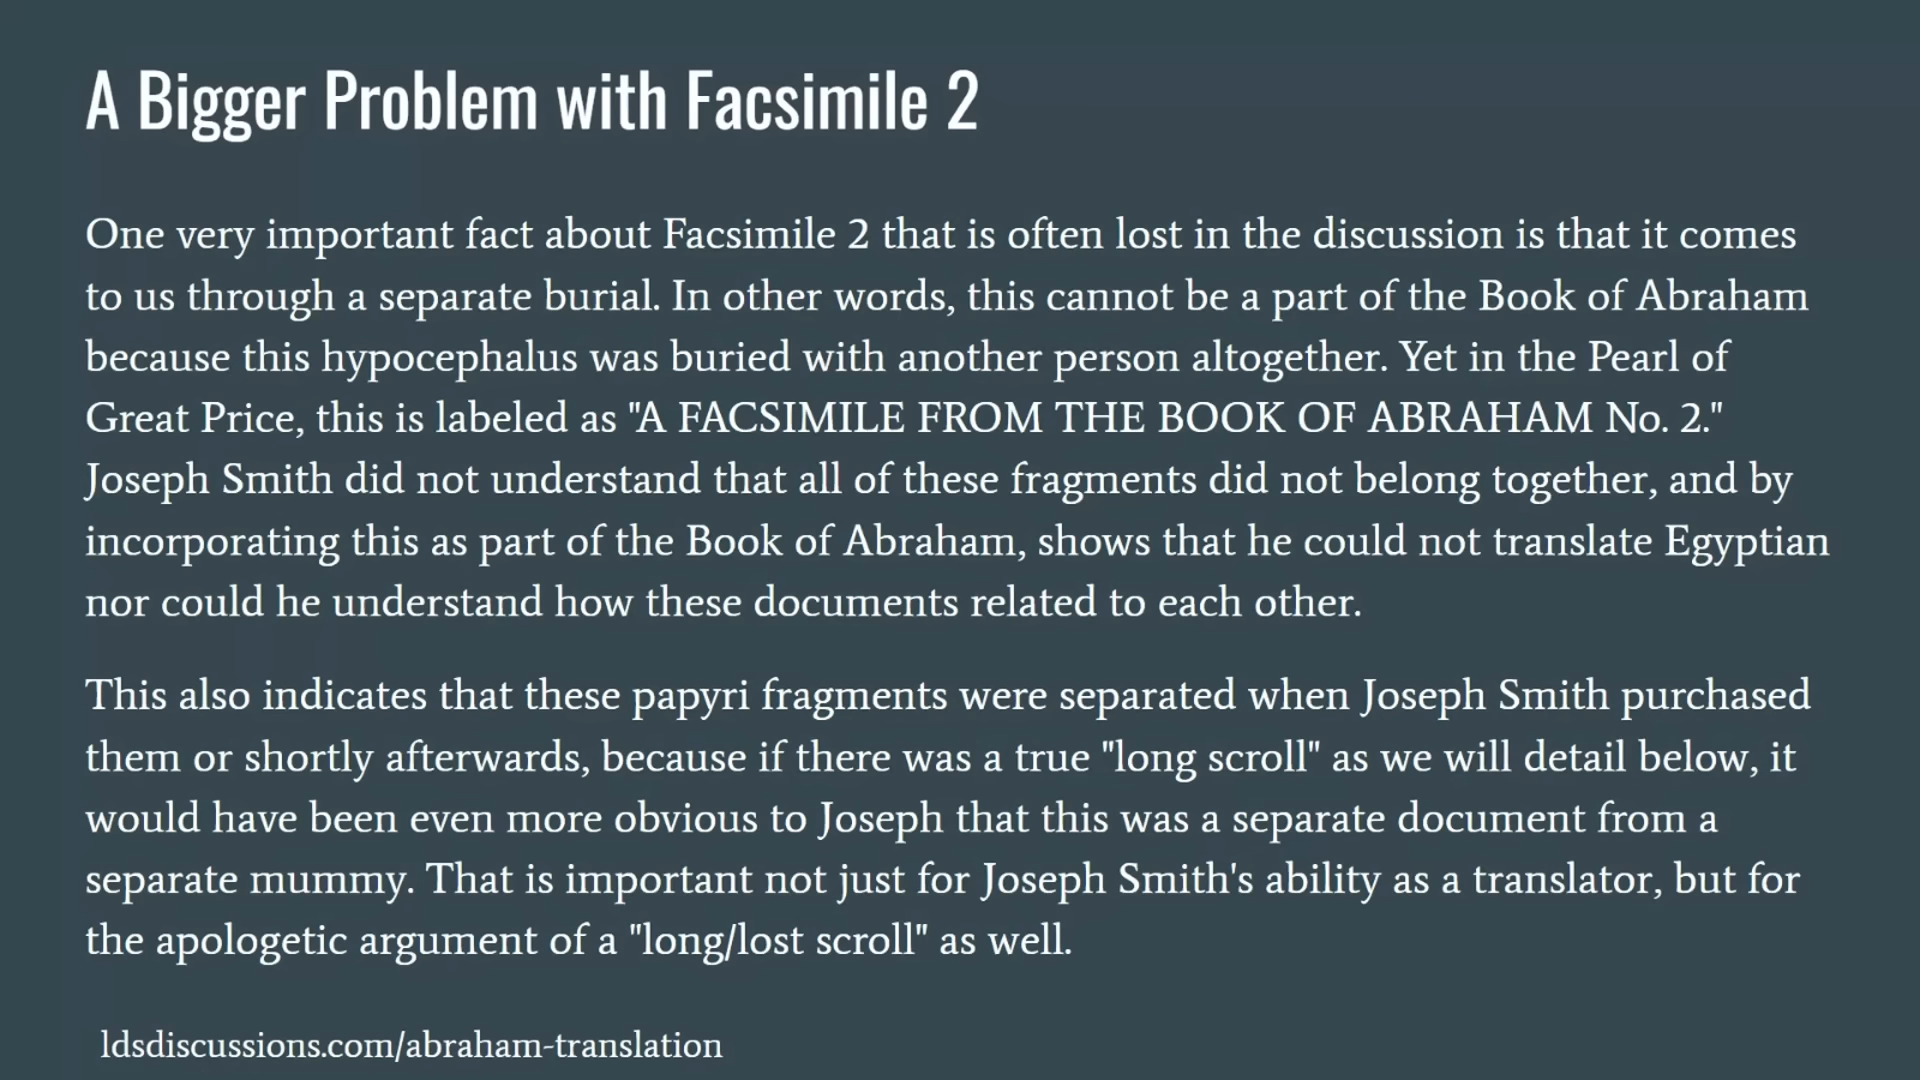 A Bigger Problem with Facsimile 2
One very important fact about Facsimile 2 that is often lost in the discussion is that it comes
to us through a separate burial. In other words, this cannot be a part of the Book of Abraham
because this hypocephalus was buried with another person altogether. Yet in the Pearl of
Great Price, this is labeled as "A FACSIMILE FROM THE BOOK OF ABRAHAM No. 2."
Joseph Smith did not understand that all of these fragments did not belong together, and by
incorporating this as part of the Book of Abraham, shows that he could not translate Egyptian
nor could he understand how these documents related to each other.
This also indicates that these papyri fragments were separated when Joseph Smith purchased
them or shortly afterwards, because if there was a true "long scroll" as we will detail below, it
would have been even more obvious to Joseph that this was a separate document from a
separate mummy. That is important not just for Joseph Smith's ability as a translator, but for
the apologetic argument of a "long/lost scroll" as well.
ldsdiscussions.com/abraham-translation